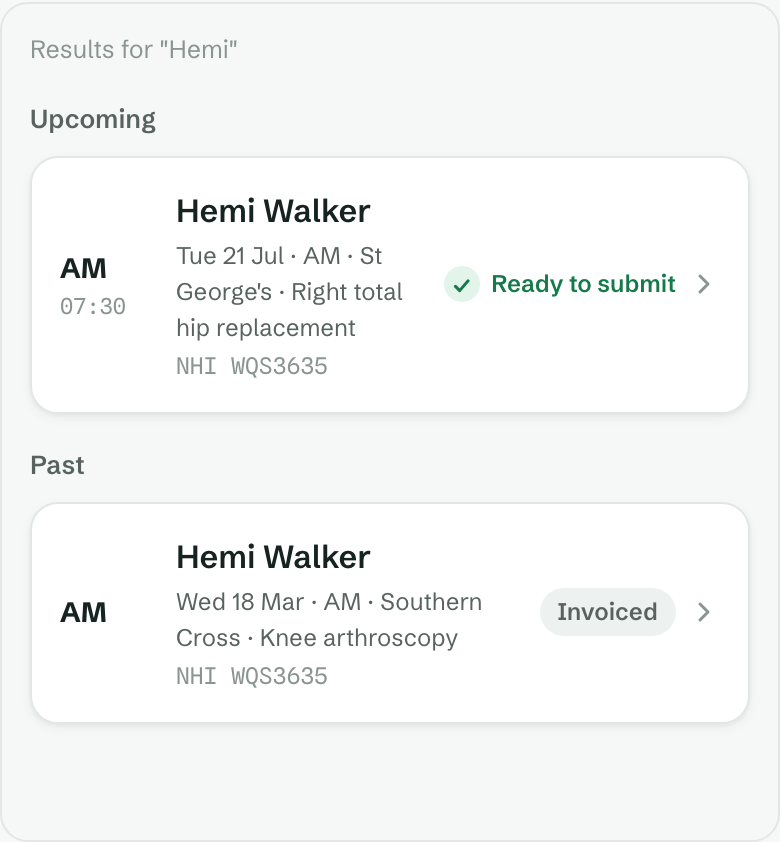 Results for "Hemi"
Upcoming
AM
07:30
Hemi Walker
Tue 21 Jul · AM · St
George's · Right total
hip replacement
NHI WQS3635
Ready to submit
Past
AM
Hemi Walker
Wed 18 Mar · AM · Southern
Cross · Knee arthroscopy
NHI WQS3635
Invoiced